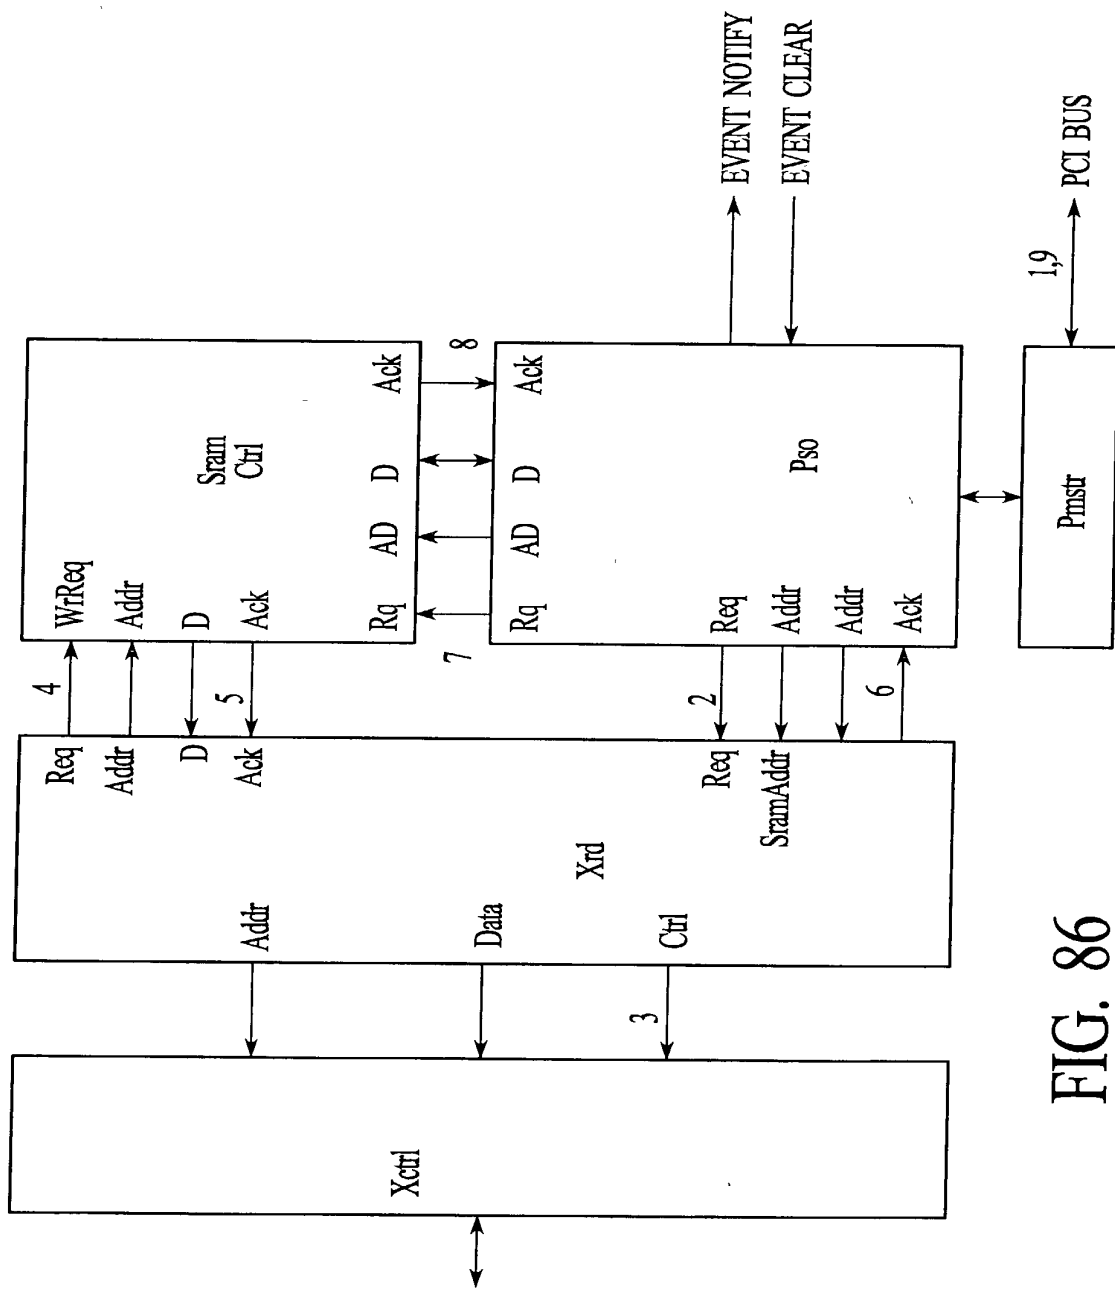 Req
4
WrReq
Addr
Addr
D
D
Sram
Ctrl
Addr
Ack
5
Ack
Rq
AD
D
Ack
Xctrl
7
8
Data
Rq
AD
D
Ack
Xrd
3
Ctrl
2
Req
Req
EVENT NOTIFY
SramAddr
Addr
EVENT CLEAR
Pso
Addr
6
Ack
1,9
Pmstr
PCI BUS
FIG. 86